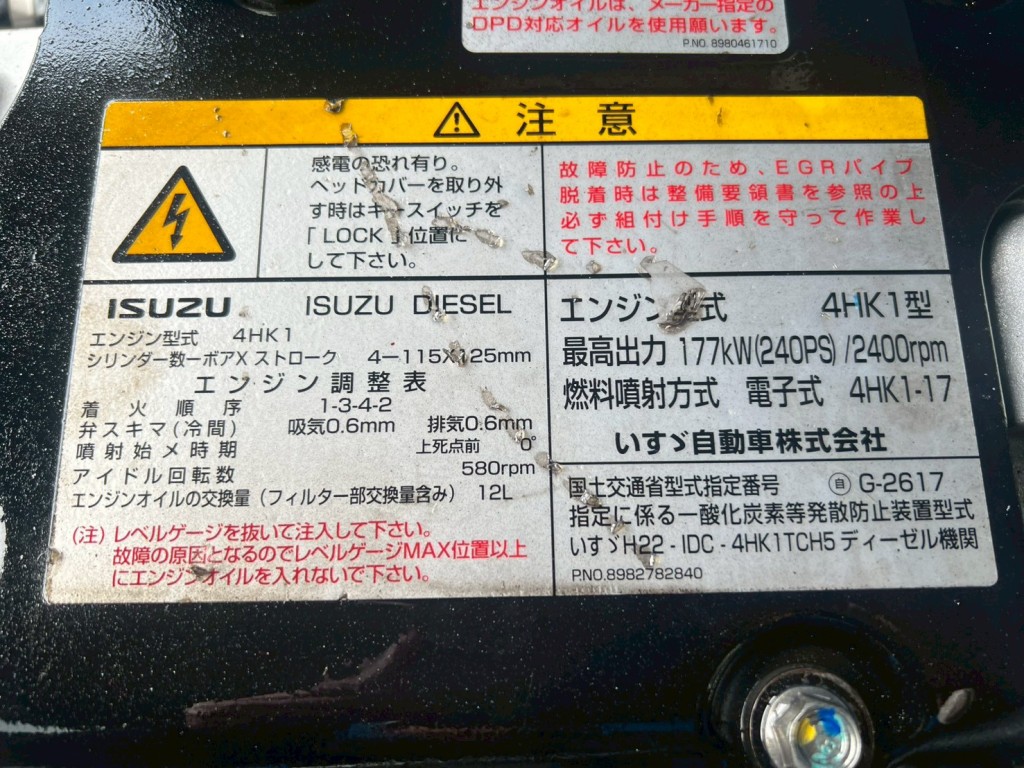 エンジンオイルは、メーカー指定の
DPD対応オイルを使用願います。
P.NO. 8980461710
注 意
感電の恐れ有り。
ヘッドカバーを取り外
す時はキースイッチを
「LOCK」位置に
して下さい。
故障防止のため、EGRパイプ
脱着時は整備要領書を参照の上
必ず組付け手順を守って作業し
て下さい。
ISUZU ISUZU DIESEL
エンジン型式 4HK1
シリンダー数ーボアXストローク 4ー115X125mm
エンジン調整表
着火順序 1-3-4-2
弁スキマ(冷間) 吸気0.6mm 排気0.6mm
噴射始め時期 上死点前 0°
アイドル回転数 580rpm
エンジンオイルの交換量(フィルター部交換量含み) 12L
(注)レベルゲージを抜いて注入して下さい。
故障の原因となるのでレベルゲージMAX位置以上
にエンジンオイルを入れないで下さい。
エンジン型式 4HK1型
最高出力 177kW(240PS)/2400rpm
燃料噴射方式 電子式 4HK1-17
いすゞ自動車株式会社
国土交通省型式指定番号 自 G-2617
指定に係る一酸化炭素等発散防止装置型式
いすゞH22-IDC-4HK1TCH5ディーゼル機関
P.NO.8982782840